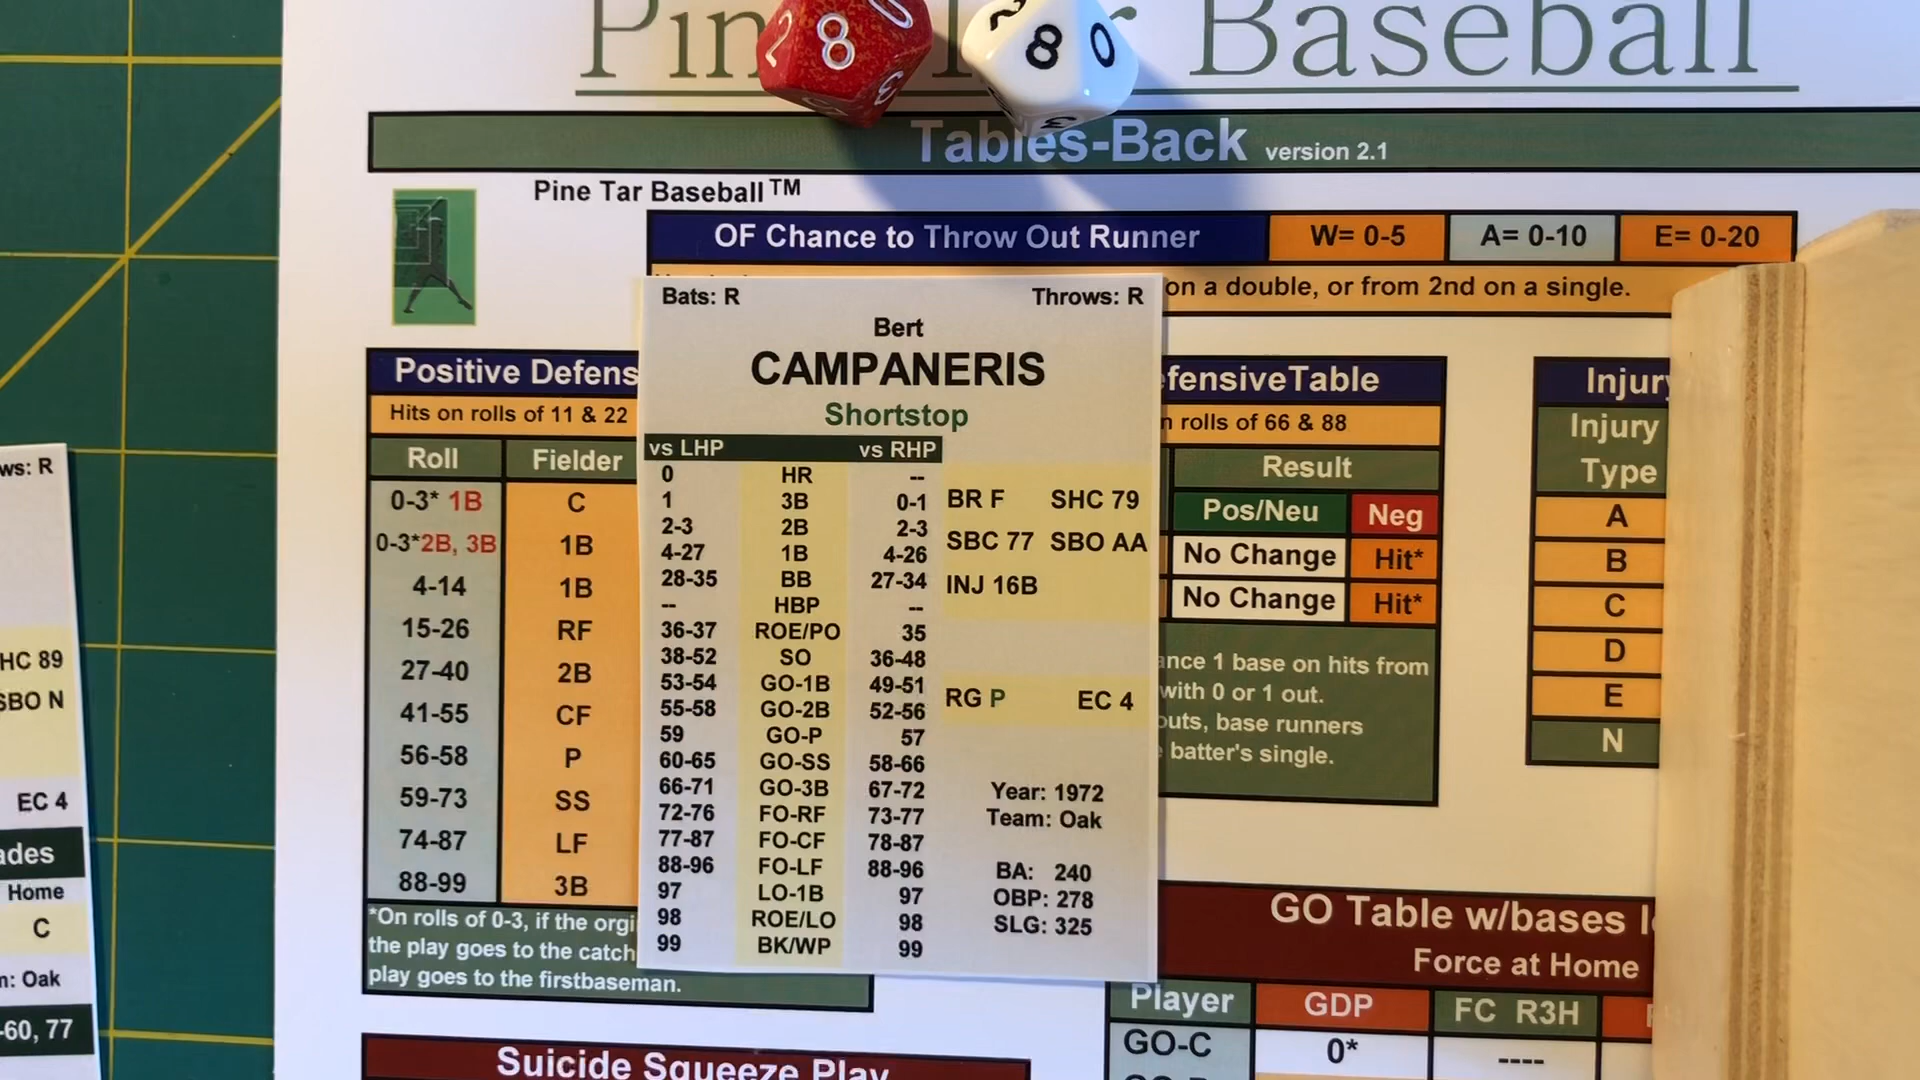 Pine Tar Baseball
2 8 0
8 0
3
3
Tables-Back version 2.1
Pine Tar Baseball™
OF Chance to Throw Out Runner W= 0-5 A= 0-10 E= 0-20
on a double, or from 2nd on a single.
Positive Defens
Hits on rolls of 11 & 22
Roll Fielder
0-3* 1B C
0-3*2B, 3B 1B
4-14 1B
15-26 RF
27-40 2B
41-55 CF
56-58 P
59-73 SS
74-87 LF
88-99 3B
*On rolls of 0-3, if the orgi
the play goes to the catch
play goes to the firstbaseman.
Bats: R Throws: R
Bert
CAMPANERIS
Shortstop
vs LHP vs RHP
0 HR --
1 3B 0-1
2-3 2B 2-3
4-27 1B 4-26
28-35 BB 27-34
-- HBP --
36-37 ROE/PO 35
38-52 SO 36-48
53-54 GO-1B 49-51
55-58 GO-2B 52-56
59 GO-P 57
60-65 GO-SS 58-66
66-71 GO-3B 67-72
72-76 FO-RF 73-77
77-87 FO-CF 78-87
88-96 FO-LF 88-96
97 LO-1B 97
98 ROE/LO 98
99 BK/WP 99
BR F SHC 79
SBC 77 SBO AA
INJ 16B
RG P EC 4
Year: 1972
Team: Oak
BA: 240
OBP: 278
SLG: 325
fensiveTable
n rolls of 66 & 88
Result
Pos/Neu Neg
No Change Hit*
No Change Hit*
ance 1 base on hits from
with 0 or 1 out.
outs, base runners
batter's single.
Injury
Injury
Type
A
B
C
D
E
N
GO Table w/bases l
Force at Home
Player GDP FC R3H
GO-C 0* ----
Suicide Squeeze Play
ws: R
HC 89
SBO N
EC 4
ades
Home
C
m: Oak
-60, 77